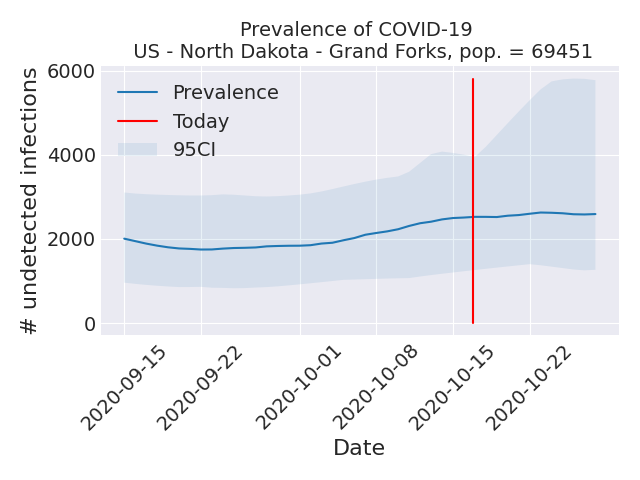 Prevalence of COVID-19
US - North Dakota - Grand Forks, pop. = 69451
# undetected infections
6000
4000
2000
0
Prevalence
Today
95CI
2020-09-15
2020-09-22
2020-10-01
2020-10-08
2020-10-15
2020-10-22
Date